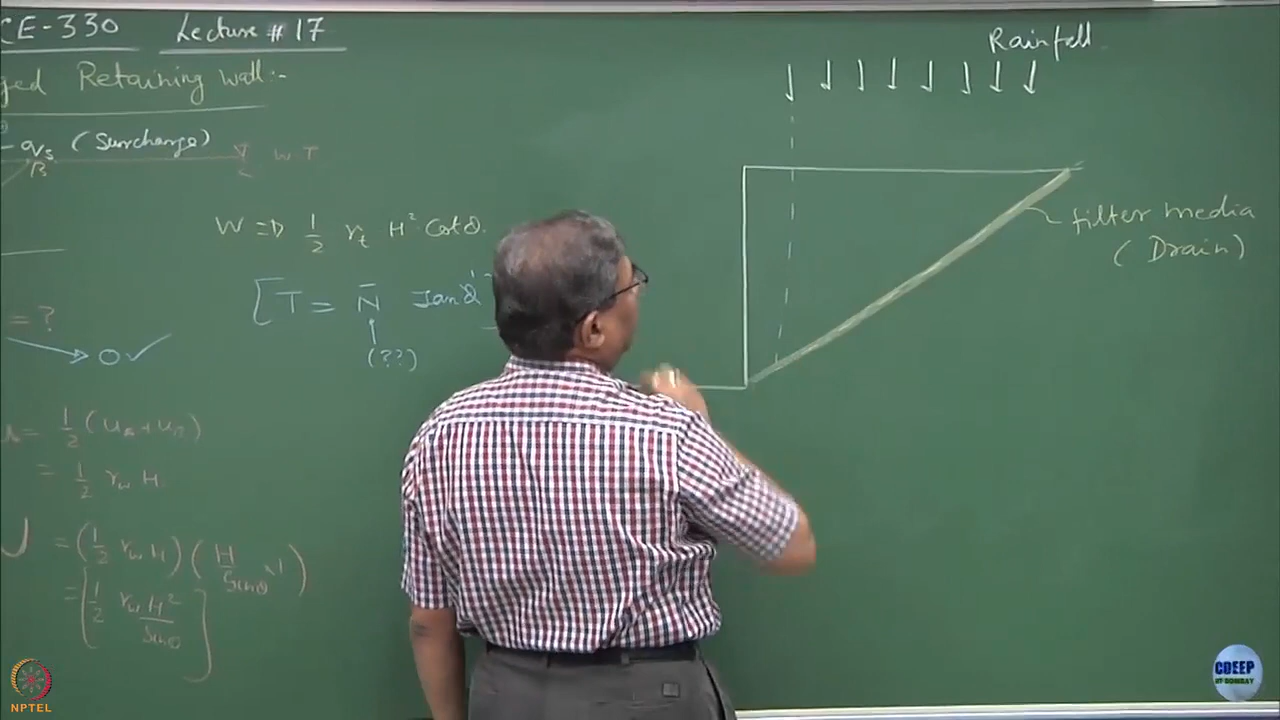 CE-330 Lecture #17
ged Retaining Wall:-
qs (Surcharge)
β
W T
W ⇒ 1/2 γt H² Cotθ.
= ?
[T = N̄ tan
(??)
0 ✓
= 1/2 (
= 1/2 γw H
U = (1/2 γw H) (H/Sinθ × 1)
= [1/2 γw H²/Sinθ]
Rainfall
filter media
(Drain)
NPTEL
CDEEP
IIT BOMBAY